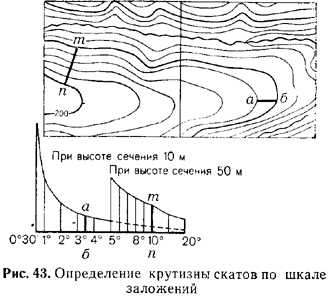 m
n
200
а б
При высоте сечения 10 м
При высоте сечения 50 м
а m
0°30' 1° 2° 3° 4° 5° 8° 10° 20°
б n
Рис. 43. Определение крутизны скатов по шкале
заложений